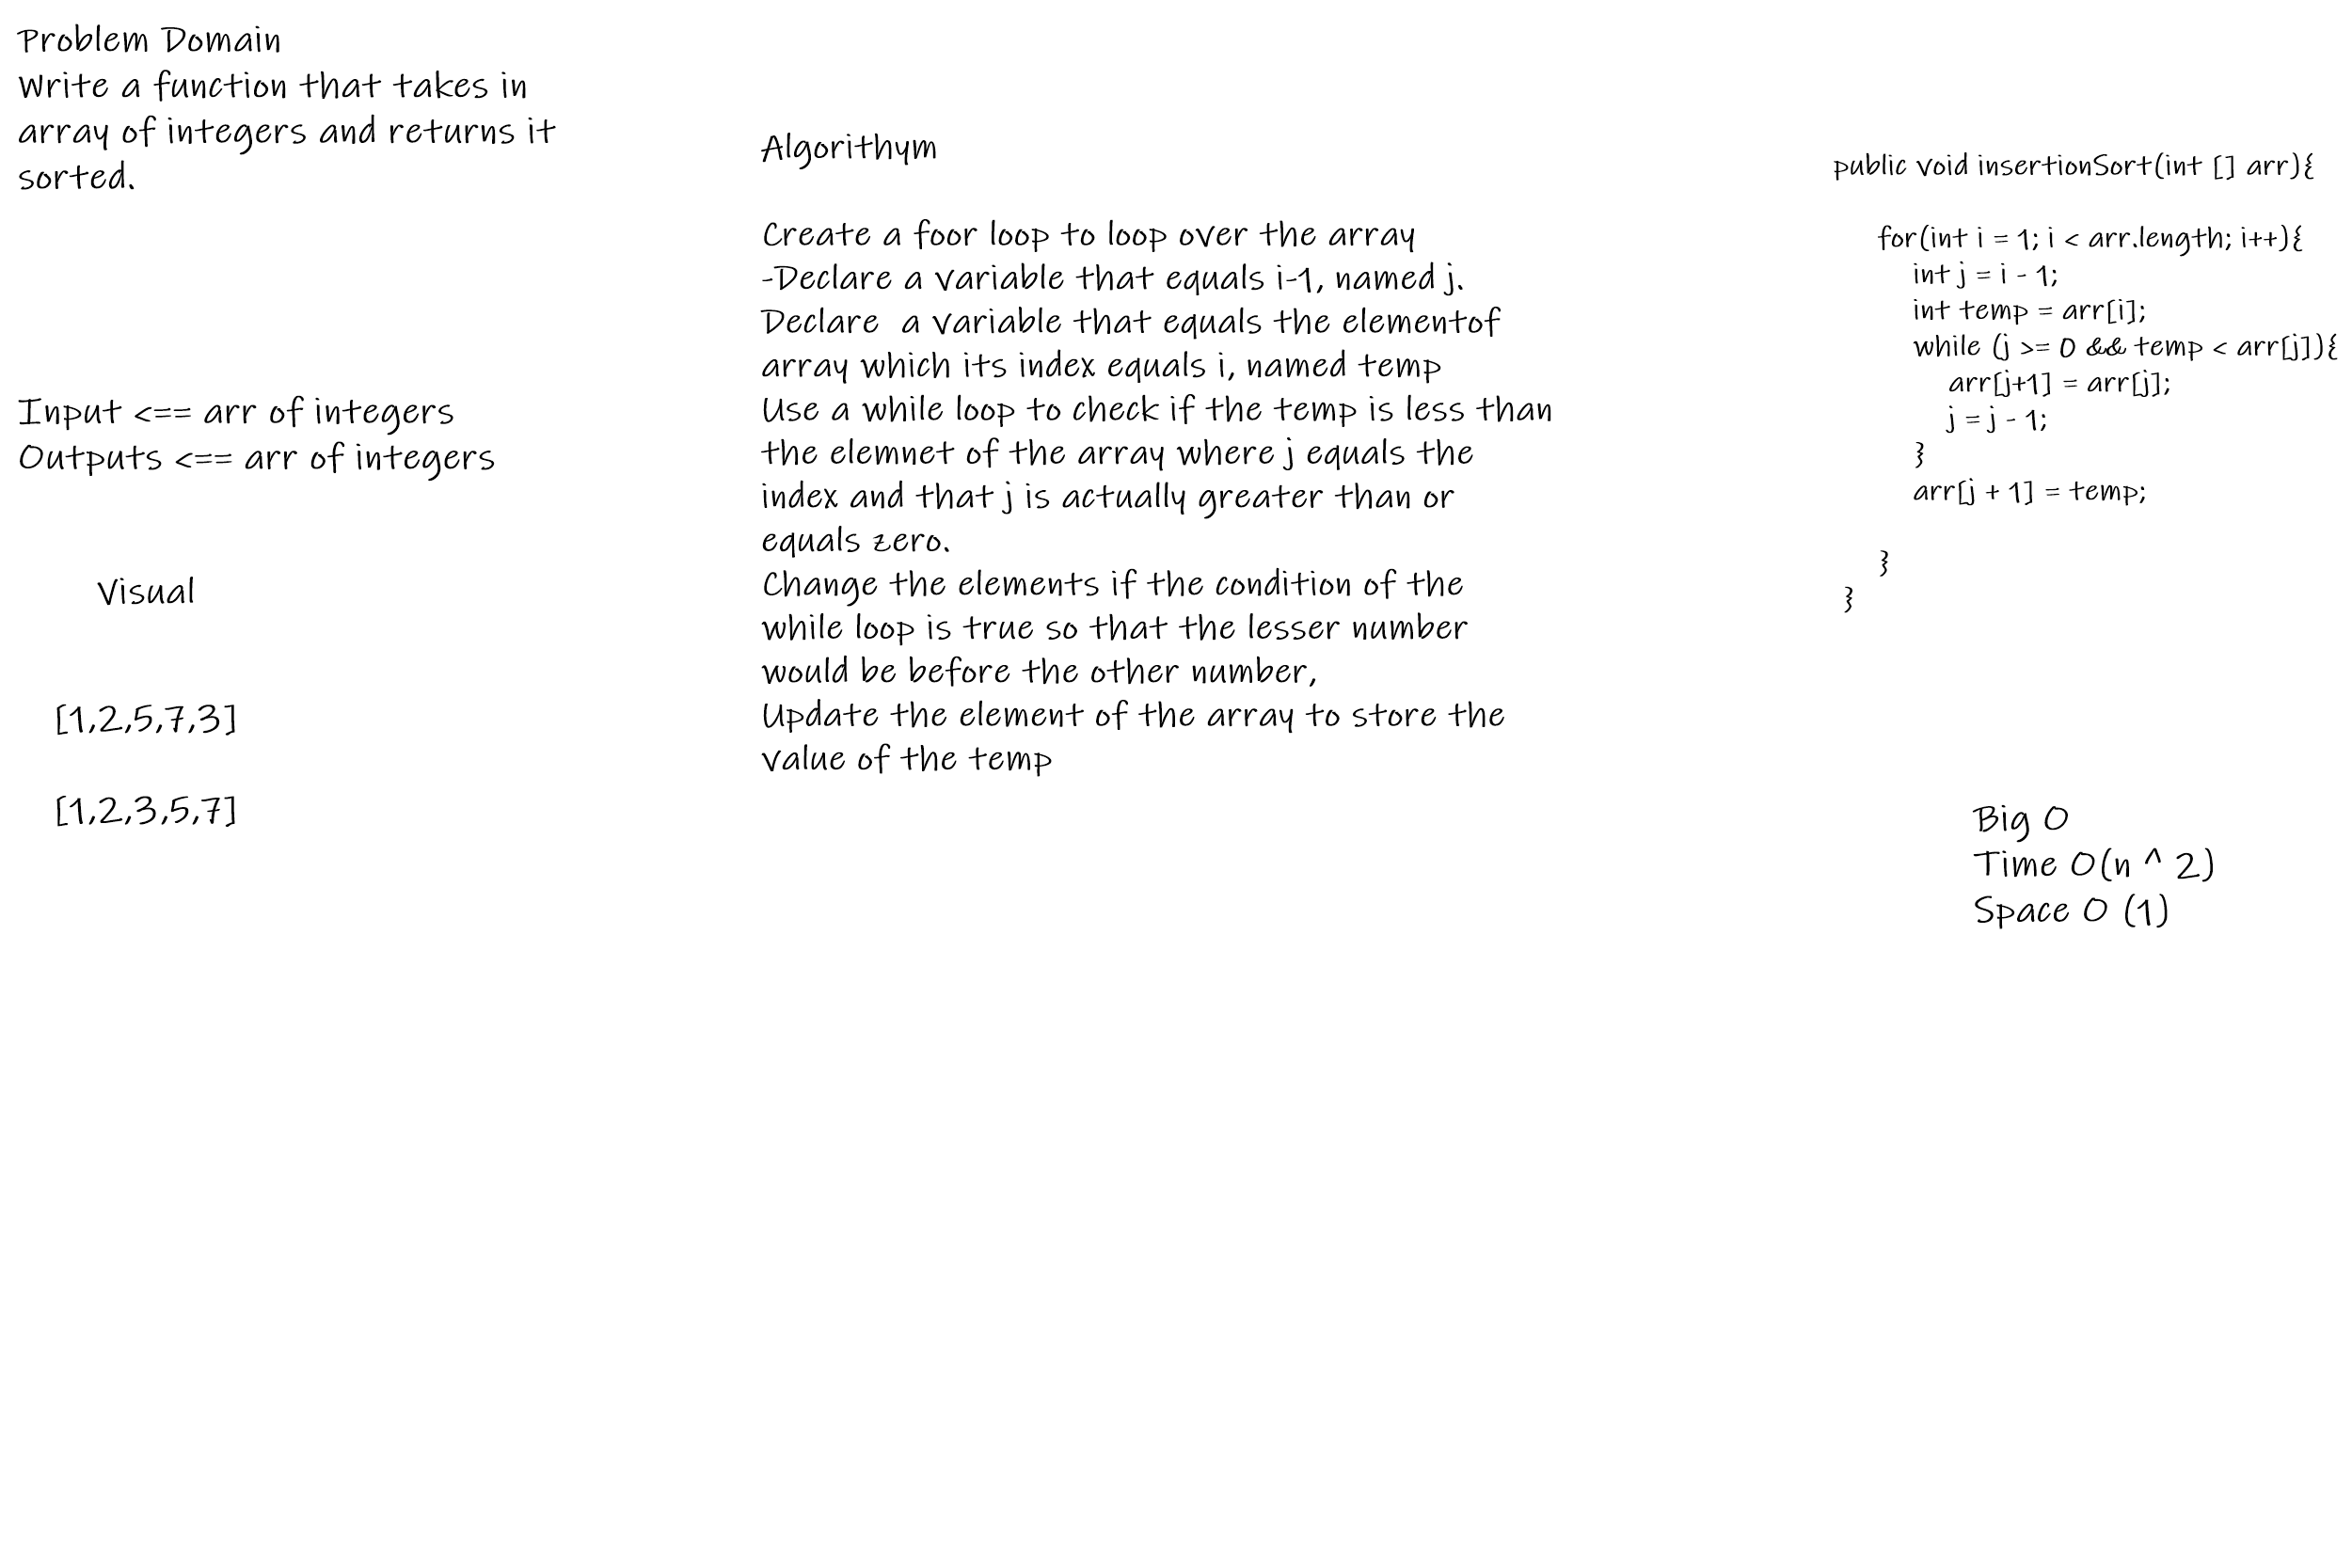 Problem Domain
Write a function that takes in
array of integers and returns it
sorted.
Input <== arr of integers
Outputs <== arr of integers
Visual
[1,2,5,7,3]
[1,2,3,5,7]
Algorithym
Create a foor loop to loop over the array
-Declare a variable that equals i-1, named j.
Declare  a variable that equals the elementof
array which its index equals i, named temp
Use a while loop to check if the temp is less than
the elemnet of the array where j equals the
index and that j is actually greater than or
equals zero.
Change the elements if the condition of the
while loop is true so that the lesser number
would be before the other number,
Update the element of the array to store the
value of the temp
public void insertionSort(int [] arr){
for(int i = 1; i < arr.length; i++){
int j = i - 1;
int temp = arr[i];
while (j >= 0 && temp < arr[j]){
arr[j+1] = arr[j];
j = j - 1;
}
arr[j + 1] = temp;
}
}
Big O
Time O(n ^ 2)
Space O (1)